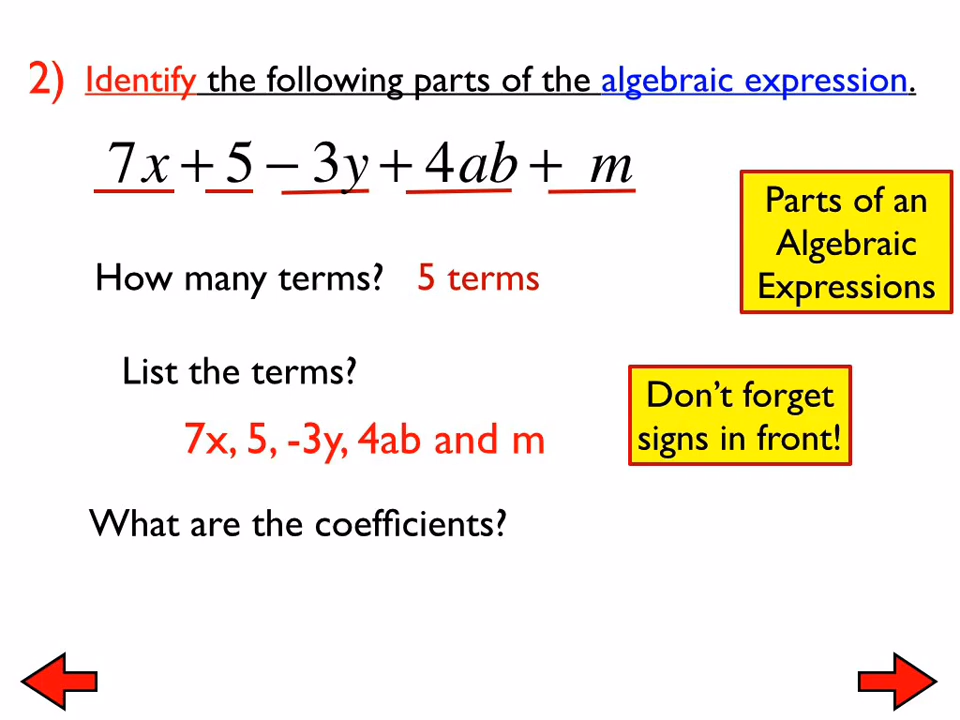 2) Identify the following parts of the algebraic expression.
7x + 5 − 3y + 4ab + m
Parts of an
Algebraic
Expressions
How many terms? 5 terms
List the terms?
7x, 5, -3y, 4ab and m
Don't forget
signs in front!
What are the coefficients?